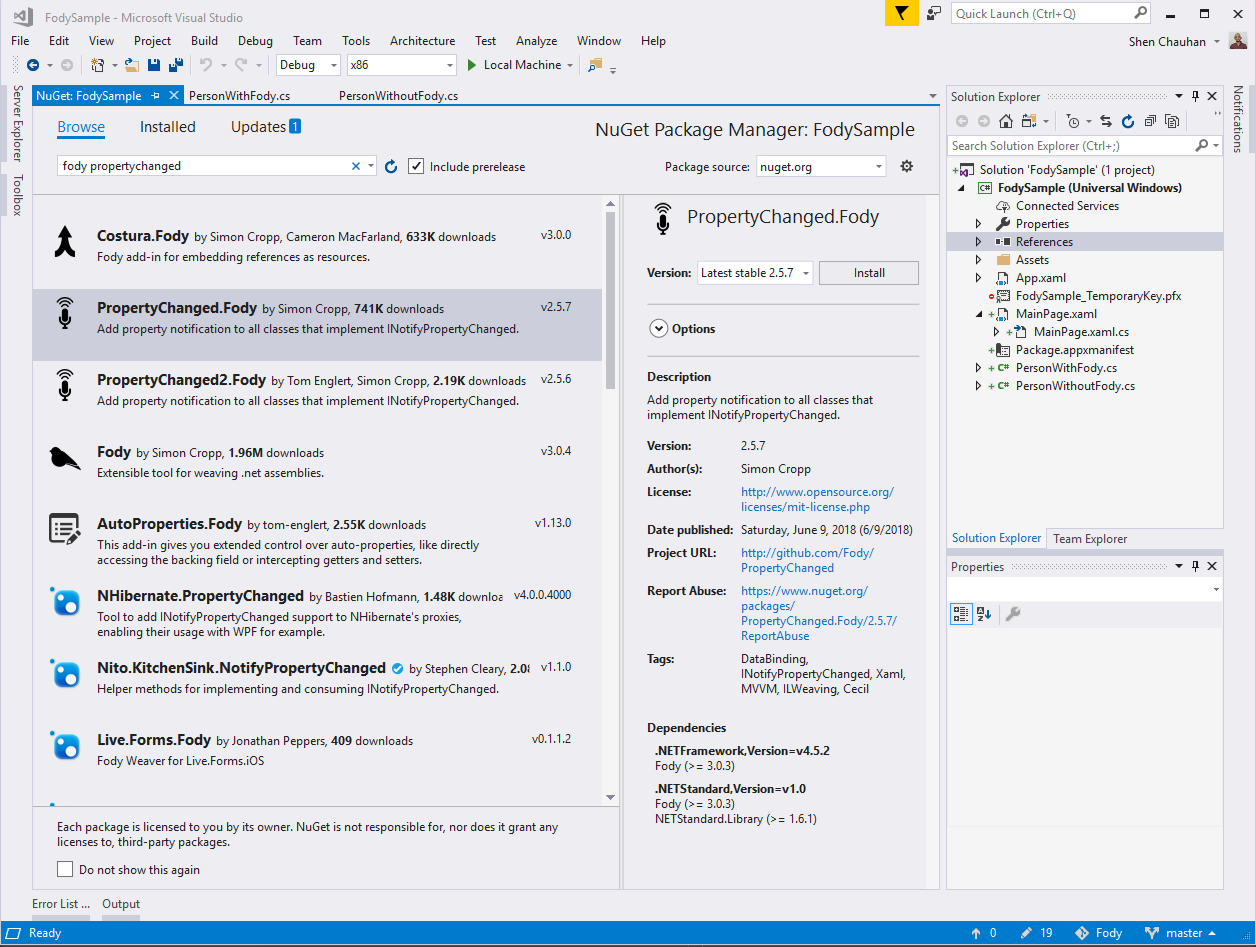 FodySample - Microsoft Visual Studio
Quick Launch (Ctrl+Q)
File Edit View Project Build Debug Team Tools Architecture Test Analyze Window Help
Shen Chauhan
Debug x86 Local Machine
Server Explorer
Toolbox
NuGet: FodySample PersonWithFody.cs PersonWithoutFody.cs
Browse Installed Updates 1
NuGet Package Manager: FodySample
fody propertychanged
Include prerelease
Package source: nuget.org
Costura.Fody by Simon Cropp, Cameron MacFarland, 633K downloads v3.0.0
Fody add-in for embedding references as resources.
PropertyChanged.Fody by Simon Cropp, 741K downloads v2.5.7
Add property notification to all classes that implement INotifyPropertyChanged.
PropertyChanged2.Fody by Tom Englert, Simon Cropp, 2.19K downloads v2.5.6
Add property notification to all classes that implement INotifyPropertyChanged.
Fody by Simon Cropp, 1.96M downloads v3.0.4
Extensible tool for weaving .net assemblies.
AutoProperties.Fody by tom-englert, 2.55K downloads v1.13.0
This add-in gives you extended control over auto-properties, like directly
accessing the backing field or intercepting getters and setters.
NHibernate.PropertyChanged by Bastien Hofmann, 1.48K downloa v4.0.0.4000
Tool to add INotifyPropertyChanged support to NHibernate's proxies,
enabling their usage with WPF for example.
Nito.KitchenSink.NotifyPropertyChanged by Stephen Cleary, 2.08 v1.1.0
Helper methods for implementing and consuming INotifyPropertyChanged.
Live.Forms.Fody by Jonathan Peppers, 409 downloads v0.1.1.2
Fody Weaver for Live.Forms.iOS
Each package is licensed to you by its owner. NuGet is not responsible for, nor does it grant any
licenses to, third-party packages.
Do not show this again
PropertyChanged.Fody
Version: Latest stable 2.5.7 Install
Options
Description
Add property notification to all classes that
implement INotifyPropertyChanged.
Version: 2.5.7
Author(s): Simon Cropp
License: http://www.opensource.org/
licenses/mit-license.php
Date published: Saturday, June 9, 2018 (6/9/2018)
Project URL: http://github.com/Fody/
PropertyChanged
Report Abuse: https://www.nuget.org/
packages/
PropertyChanged.Fody/2.5.7/
ReportAbuse
Tags: DataBinding,
INotifyPropertyChanged, Xaml,
MVVM, ILWeaving, Cecil
Dependencies
.NETFramework,Version=v4.5.2
Fody (>= 3.0.3)
.NETStandard,Version=v1.0
Fody (>= 3.0.3)
NETStandard.Library (>= 1.6.1)
Solution Explorer
Search Solution Explorer (Ctrl+;)
Solution 'FodySample' (1 project)
C# FodySample (Universal Windows)
Connected Services
Properties
References
Assets
App.xaml
FodySample_TemporaryKey.pfx
MainPage.xaml
MainPage.xaml.cs
Package.appxmanifest
C# PersonWithFody.cs
C# PersonWithoutFody.cs
Solution Explorer Team Explorer
Properties
Notifications
Error List ... Output
Ready 0 19 Fody master